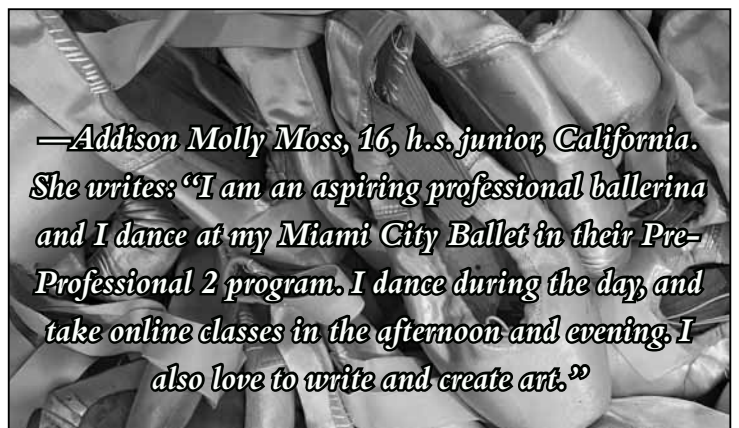 —Addison Molly Moss, 16, h.s. junior, California.
She writes: “I am an aspiring professional ballerina
and I dance at my Miami City Ballet in their Pre-
Professional 2 program. I dance during the day, and
take online classes in the afternoon and evening. I
also love to write and create art.”